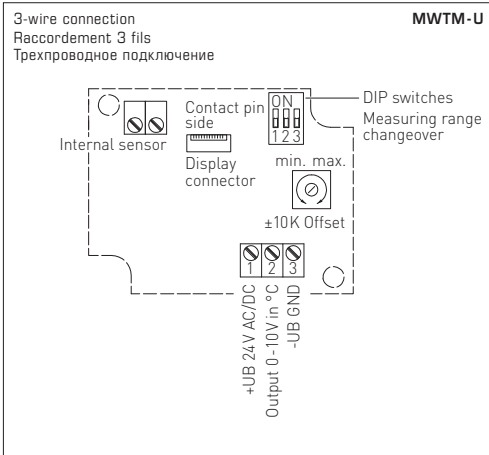 3-wire connection
Raccordement 3 fils
Трехпроводное подключение
MWTM-U
Internal sensor
Contact pin
side
Display
connector
ON
1 2 3
DIP switches
Measuring range
changeover
min. max.
±10K Offset
1 2 3
+UB 24V AC/DC
Output 0-10V in °C
-UB GND